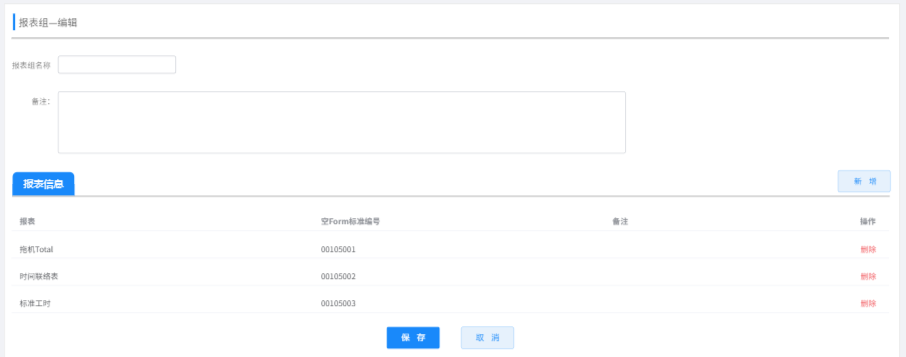 报表组—编辑
报表组名称
备注:
报表信息
新 增
报表 空Form标准编号 备注 操作
拖机Total 00105001 删除
时间联络表 00105002 删除
标准工时 00105003 删除
保 存 取 消